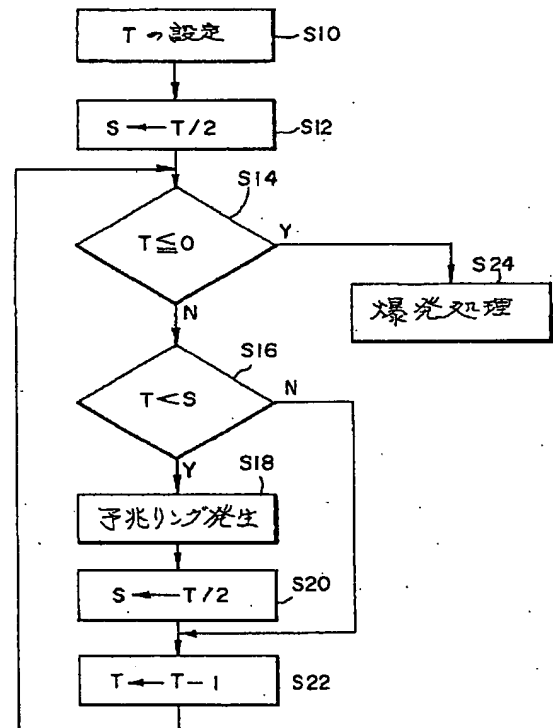 Tの設定
S10
S←T/2
S12
S14
T≦0
Y
S24
爆発処理
N
S16
T<S
N
Y
S18
予兆リング発生
S←T/2
S20
T←T-1
S22